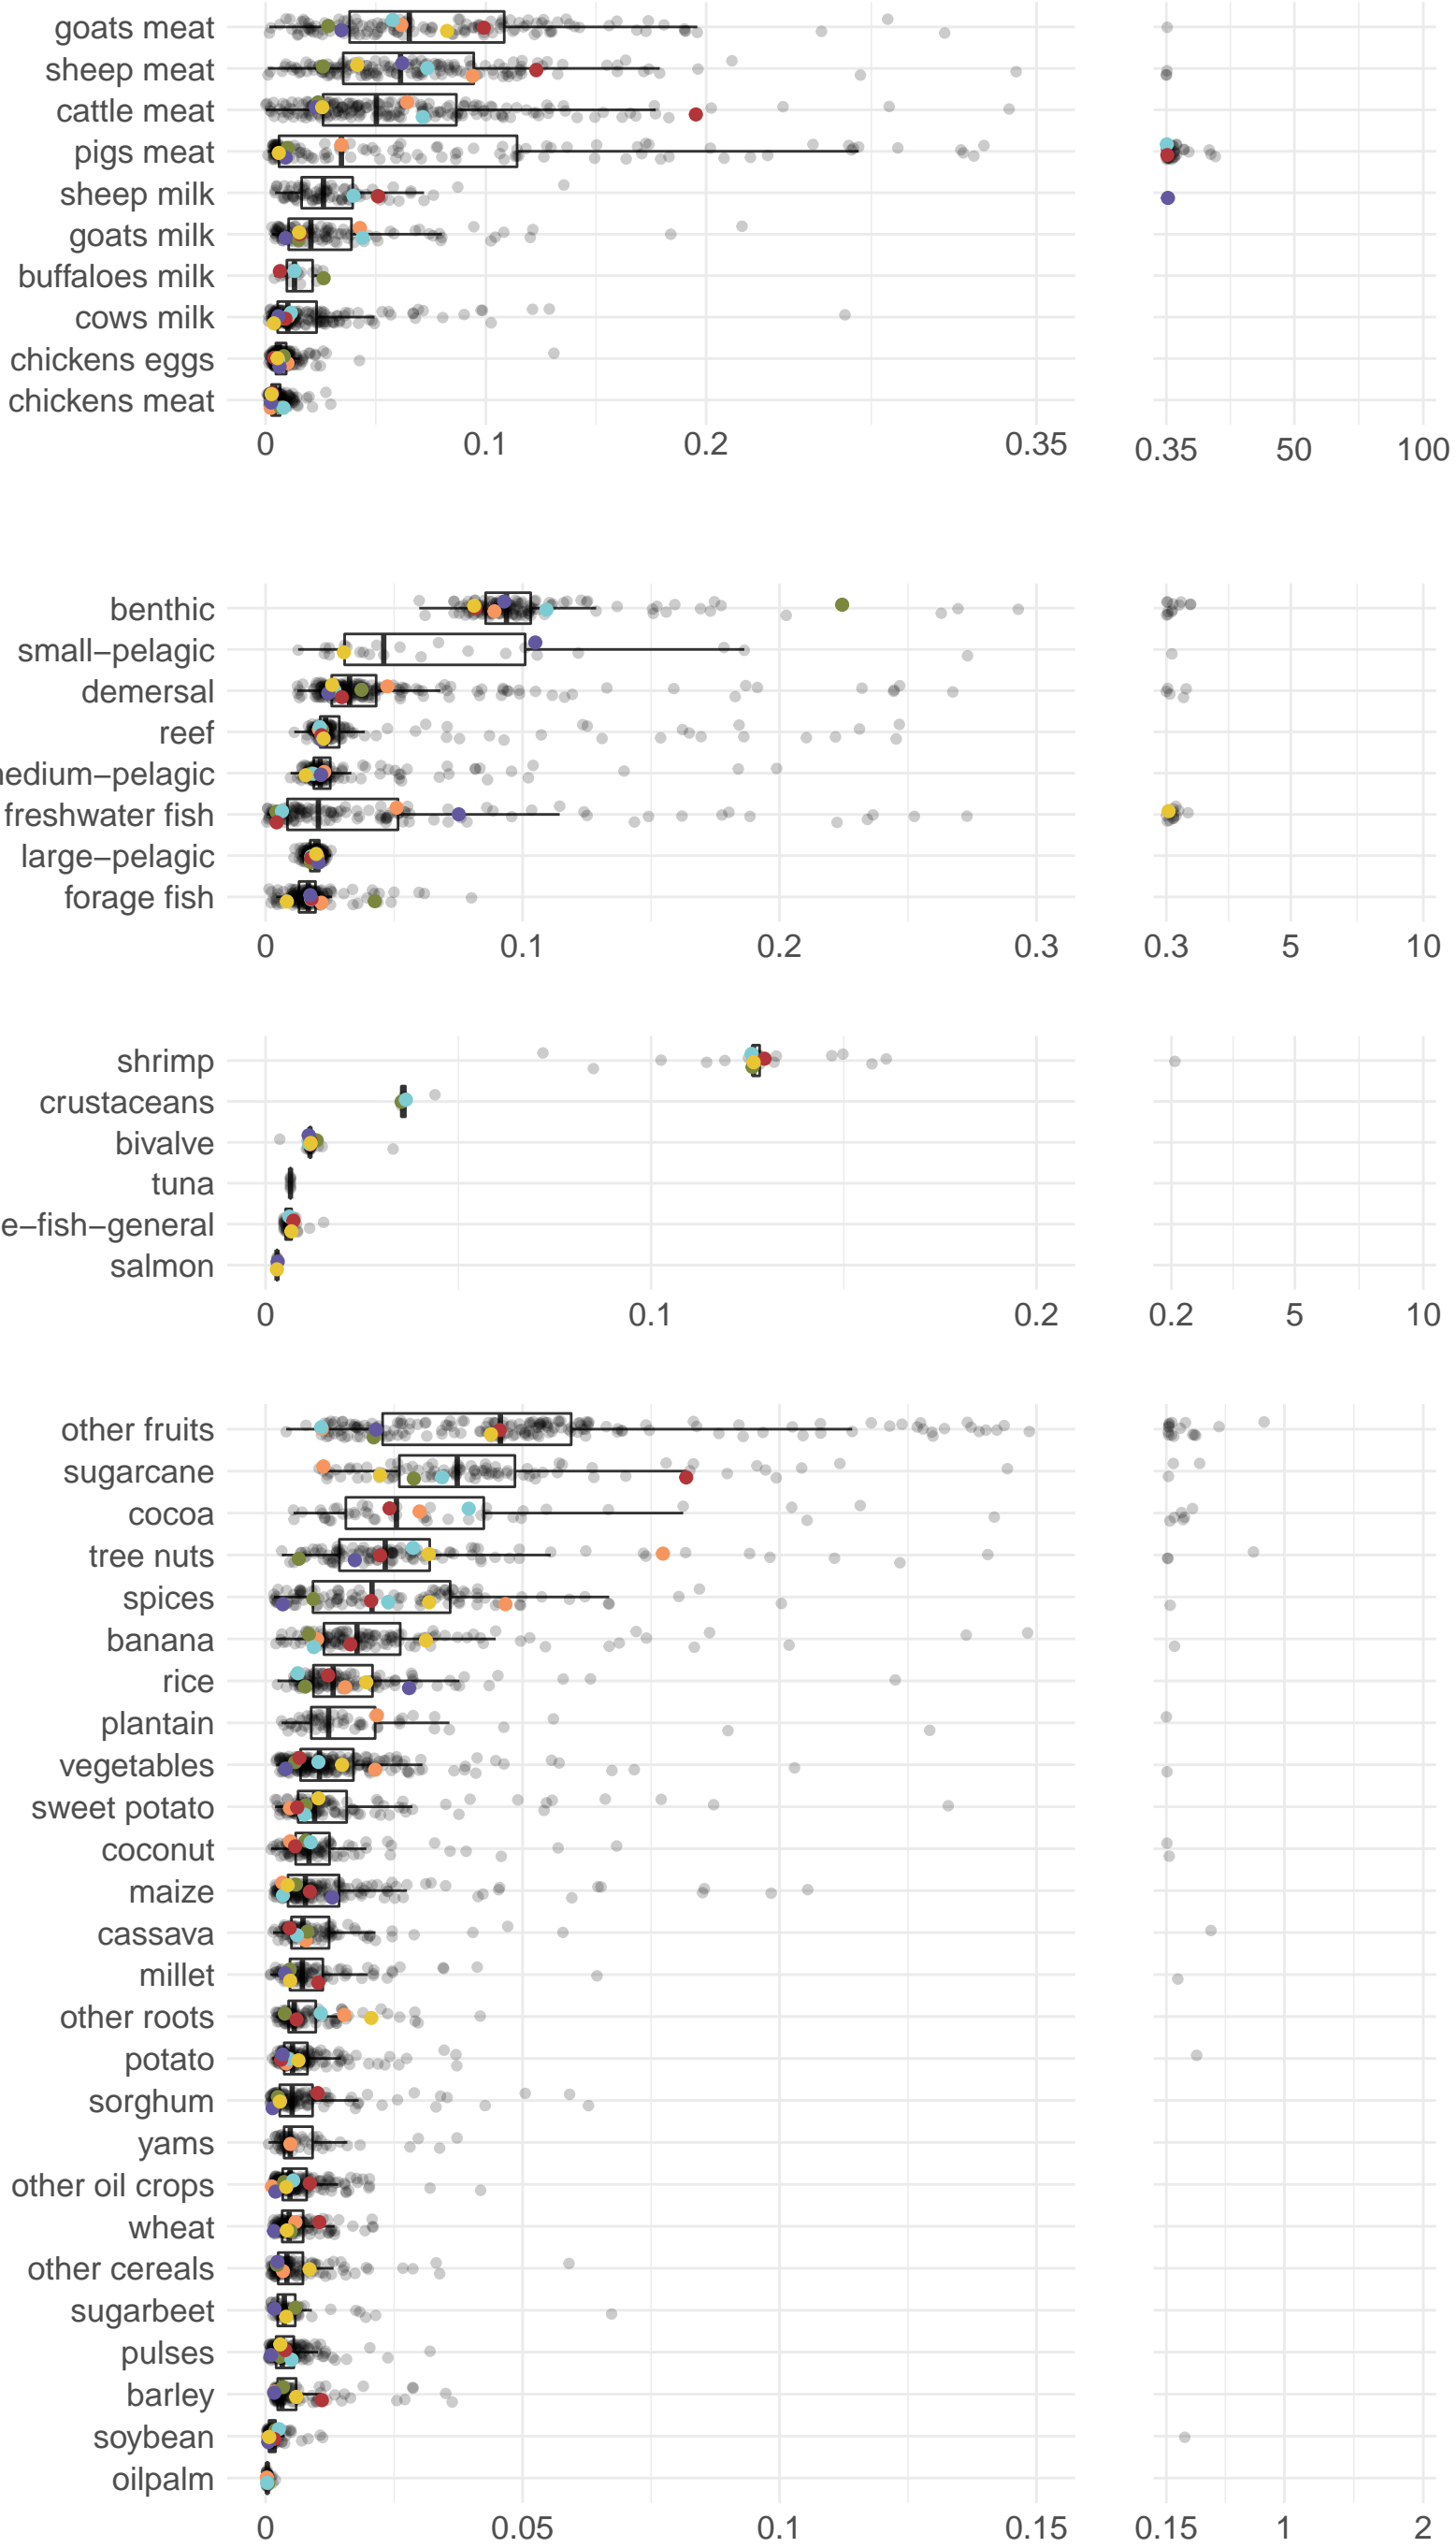 goats meat
sheep meat
cattle meat
pigs meat
sheep milk
goats milk
buffaloes milk
cows milk
chickens eggs
chickens meat
0 0.1 0.2 0.35 0.35 50 100
benthic
small−pelagic
demersal
reef
edium−pelagic
freshwater fish
large−pelagic
forage fish
0 0.1 0.2 0.3 0.3 5 10
shrimp
crustaceans
bivalve
tuna
e−fish−general
salmon
0 0.1 0.2 0.2 5 10
other fruits
sugarcane
cocoa
tree nuts
spices
banana
rice
plantain
vegetables
sweet potato
coconut
maize
cassava
millet
other roots
potato
sorghum
yams
other oil crops
wheat
other cereals
sugarbeet
pulses
barley
soybean
oilpalm
0 0.05 0.1 0.15 0.15 1 2